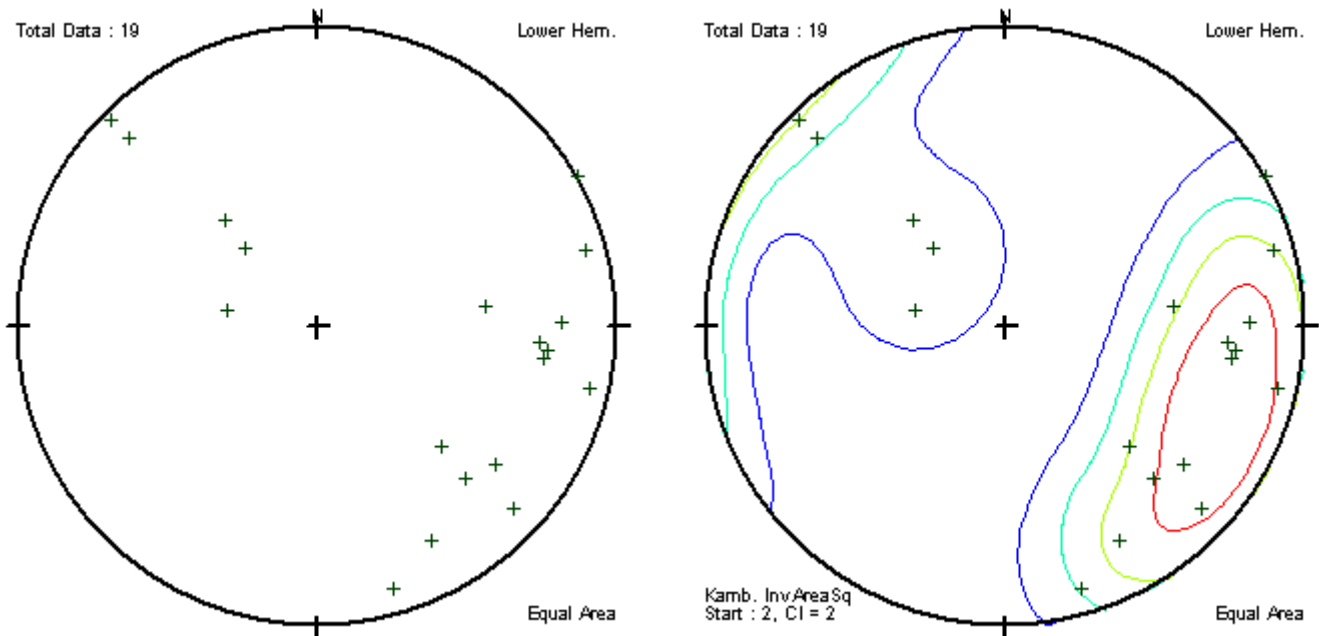 N
Total Data : 19
Lower Hem.
Equal Area
N
Total Data : 19
Lower Hem.
Kamb. InvAreaSq
Start : 2, CI = 2
Equal Area